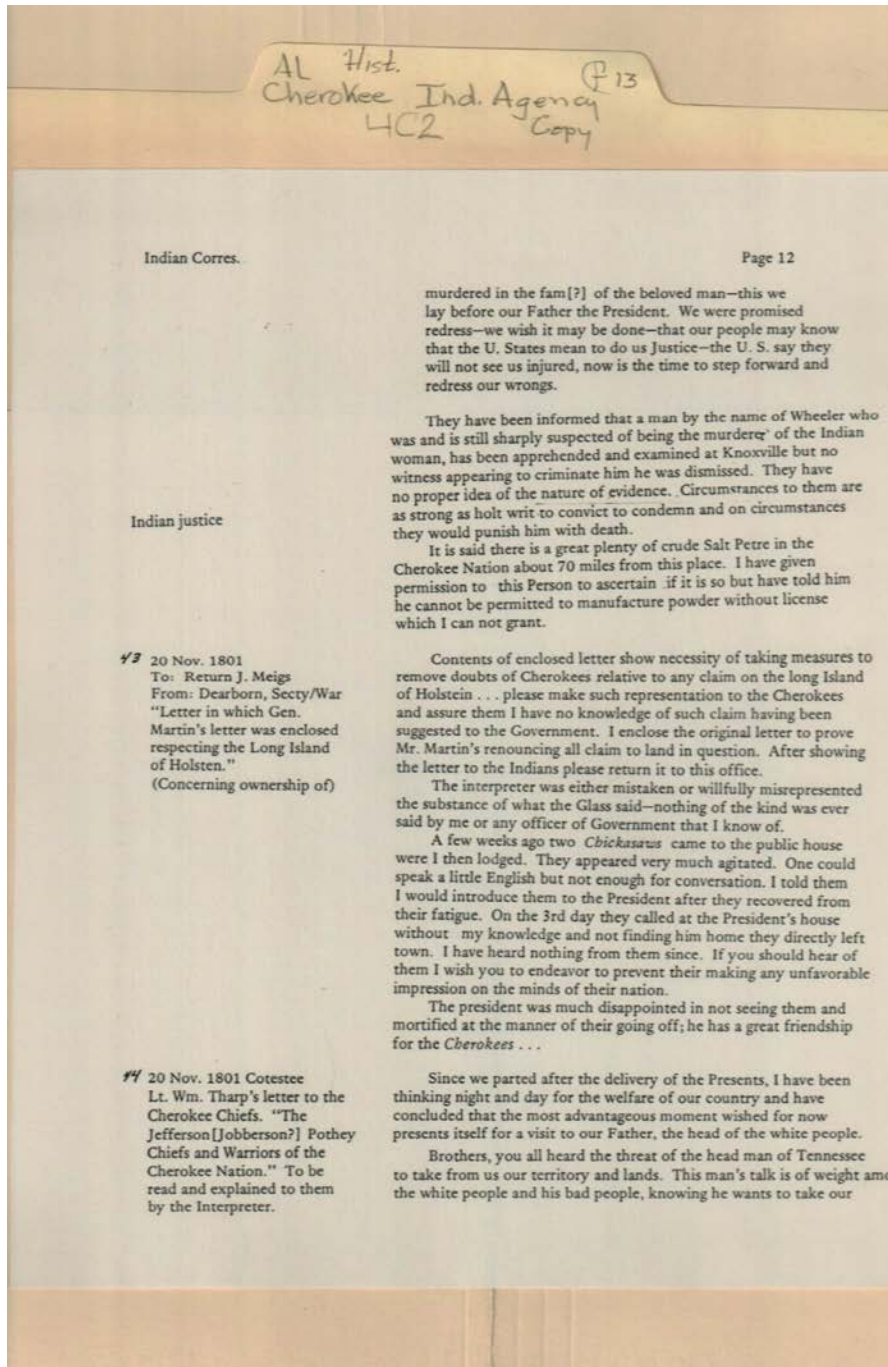 AL Hist. P 13
Cherokee Ind. Agency
4C2 Copy
Indian Corres. Page 12
murdered in the fam[?] of the beloved man—this we
lay before our Father the President. We were promised
redress—we wish it may be done—that our people may know
that the U. States mean to do us Justice—the U. S. say they
will not see us injured, now is the time to step forward and
redress our wrongs.
They have been informed that a man by the name of Wheeler who
was and is still sharply suspected of being the murderer of the Indian
woman, has been apprehended and examined at Knoxville but no
witness appearing to criminate him he was dismissed. They have
no proper idea of the nature of evidence. Circumstances to them are
as strong as holt writ to convict to condemn and on circumstances
they would punish him with death.
Indian justice
It is said there is a great plenty of crude Salt Petre in the
Cherokee Nation about 70 miles from this place. I have given
permission to this Person to ascertain if it is so but have told him
he cannot be permitted to manufacture powder without license
which I can not grant.
43 20 Nov. 1801
To: Return J. Meigs
From: Dearborn, Secty/War
"Letter in which Gen.
Martin's letter was enclosed
respecting the Long Island
of Holsten."
(Concerning ownership of)
Contents of enclosed letter show necessity of taking measures to
remove doubts of Cherokees relative to any claim on the long Island
of Holstein . . . please make such representation to the Cherokees
and assure them I have no knowledge of such claim having been
suggested to the Government. I enclose the original letter to prove
Mr. Martin's renouncing all claim to land in question. After showing
the letter to the Indians please return it to this office.
The interpreter was either mistaken or willfully misrepresented
the substance of what the Glass said—nothing of the kind was ever
said by me or any officer of Government that I know of.
A few weeks ago two Chickasaws came to the public house
were I then lodged. They appeared very much agitated. One could
speak a little English but not enough for conversation. I told them
I would introduce them to the President after they recovered from
their fatigue. On the 3rd day they called at the President's house
without my knowledge and not finding him home they directly left
town. I have heard nothing from them since. If you should hear of
them I wish you to endeavor to prevent their making any unfavorable
impression on the minds of their nation.
The president was much disappointed in not seeing them and
mortified at the manner of their going off; he has a great friendship
for the Cherokees . . .
44 20 Nov. 1801 Cotestee
Lt. Wm. Tharp's letter to the
Cherokee Chiefs. "The
Jefferson[Jobberson?] Pothey
Chiefs and Warriors of the
Cherokee Nation." To be
read and explained to them
by the Interpreter.
Since we parted after the delivery of the Presents, I have been
thinking night and day for the welfare of our country and have
concluded that the most advantageous moment wished for now
presents itself for a visit to our Father, the head of the white people.
Brothers, you all heard the threat of the head man of Tennessee
to take from us our territory and lands. This man's talk is of weight amo
the white people and his bad people, knowing he wants to take our